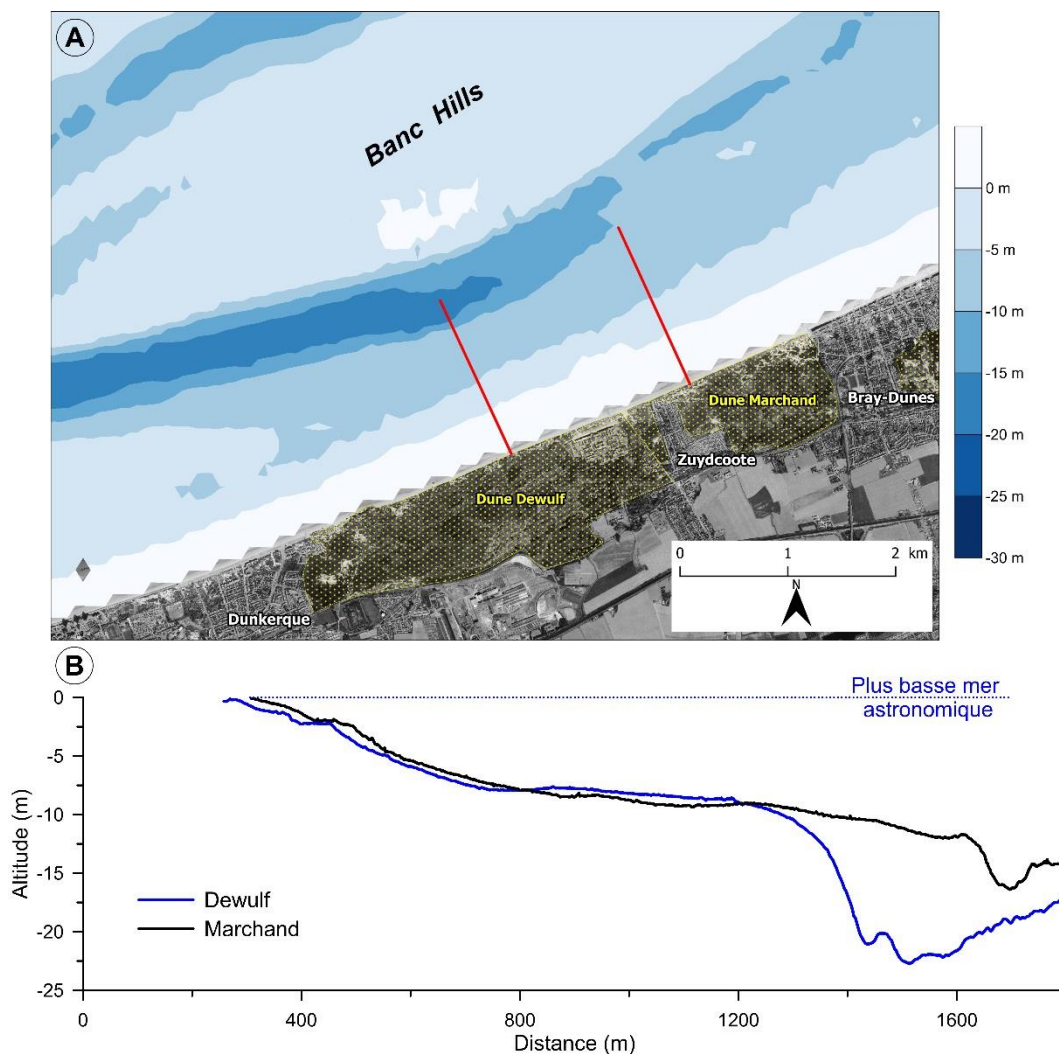 A
Banc Hills
0 m
-5 m
-10 m
-15 m
-20 m
-25 m
-30 m
Dune Marchand
Bray-Dunes
Zuydcoote
Dune Dewulf
Dunkerque
0 1 2 km
N
B
Plus basse mer
astronomique
0
-5
-10
-15
-20
-25
Altitude (m)
Dewulf
Marchand
0 400 800 1200 1600
Distance (m)